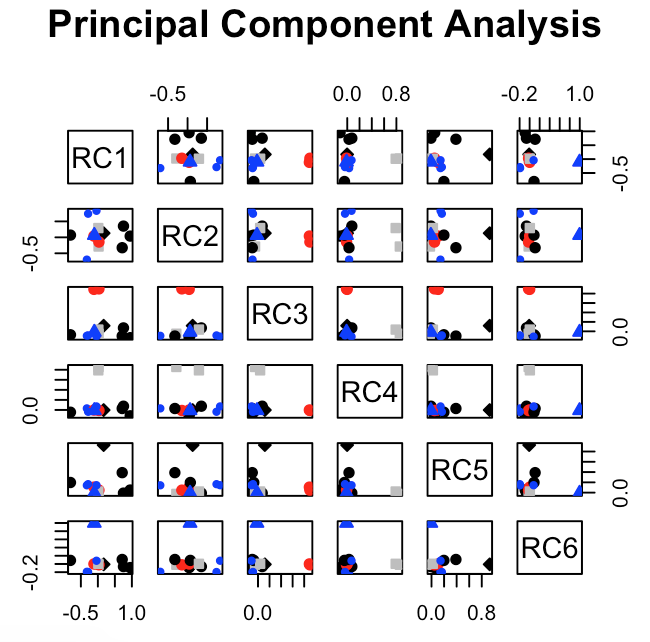 Principal Component Analysis
-0.5 0.0 0.8 -0.2 1.0
RC1 -0.5
-0.5 RC2
RC3 0.0
0.0 RC4
RC5 0.0
-0.2 RC6
-0.5 1.0 0.0 0.0 0.8